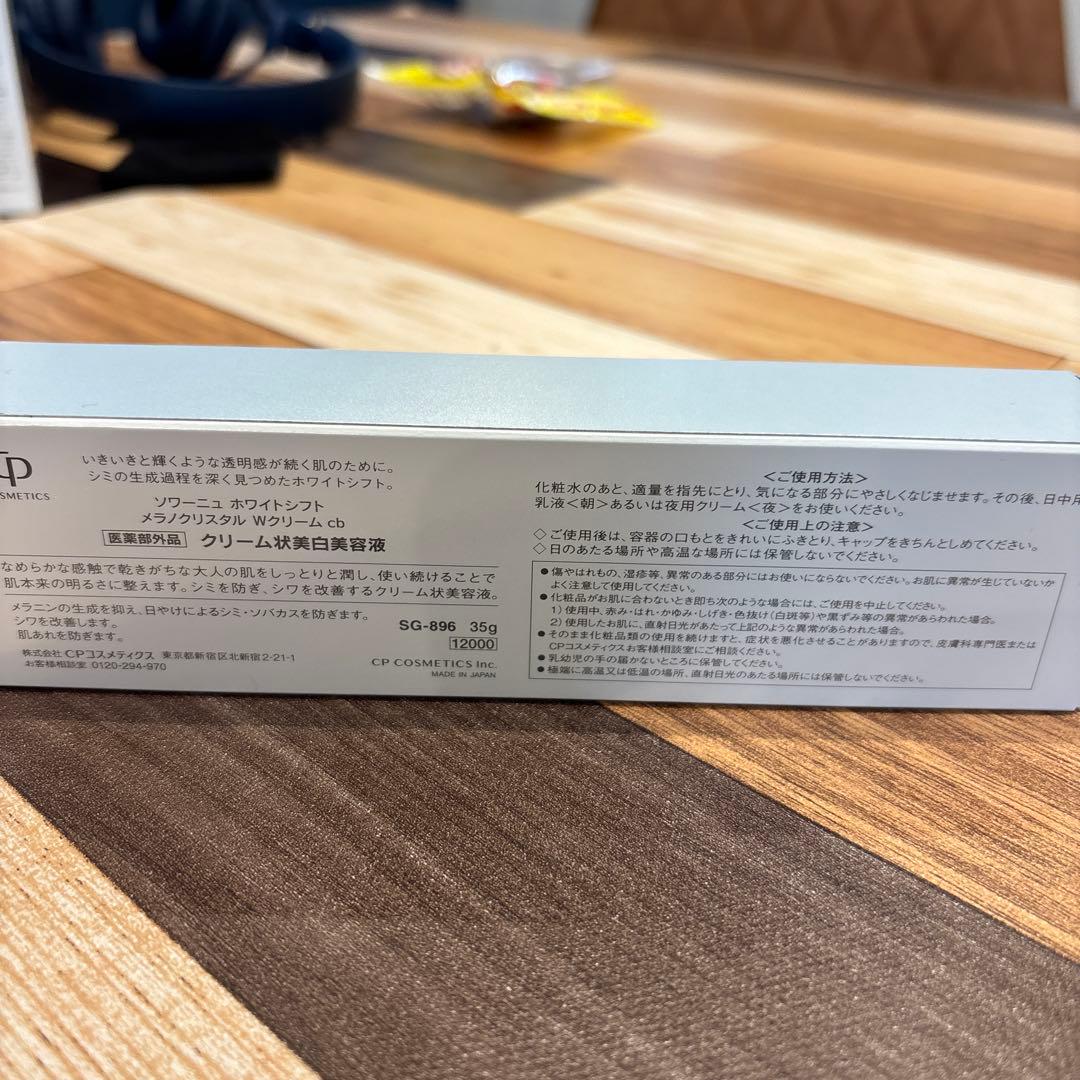 CP
COSMETICS
いきいきと輝くような透明感が続く肌のために。
シミの生成過程を深く見つめたホワイトシフト。
ソワーニュ ホワイトシフト
メラノクリスタル Wクリーム cb
医薬部外品 クリーム状美白美容液
なめらかな感触で乾きがちな大人の肌をしっとりと潤し、使い続けることで
肌本来の明るさに整えます。シミを防ぎ、シワを改善するクリーム状美容液。
メラニンの生成を抑え、日やけによるシミ・ソバカスを防ぎます。
シワを改善します。
肌あれを防ぎます。
SG-896 35g
12000
株式会社 CPコスメティクス 東京都新宿区北新宿2-21-1
お客様相談室 0120-294-970
CP COSMETICS Inc.
MADE IN JAPAN
<ご使用方法>
化粧水のあと、適量を指先にとり、気になる部分にやさしくなじませます。その後、日中用
乳液<朝>あるいは夜用クリーム<夜>をお使いください。
<ご使用上の注意>
◇ご使用後は、容器の口もとをきれいにふきとり、キャップをきちんとしめてください。
◇日のあたる場所や高温な場所には保管しないでください。
●傷やはれもの、湿疹等、異常のある部分にはお使いにならないでください。お肌に異常が生じていないか
よく注意して使用してください。
●化粧品がお肌に合わないとき即ち次のような場合には、ご使用を中止してください。
1)使用中、赤み・はれ・かゆみ・しげき・色抜け(白斑等)や黒ずみ等の異常があらわれた場合。
2)使用したお肌に、直射日光があたって上記のような異常があらわれた場合。
●そのまま化粧品類の使用を続けますと、症状を悪化させることがありますので、皮膚科専門医または
CPコスメティクスお客様相談室にご相談ください。
●乳幼児の手の届かないところに保管してください。
●極端に高温又は低温の場所、直射日光のあたる場所には保管しないでください。